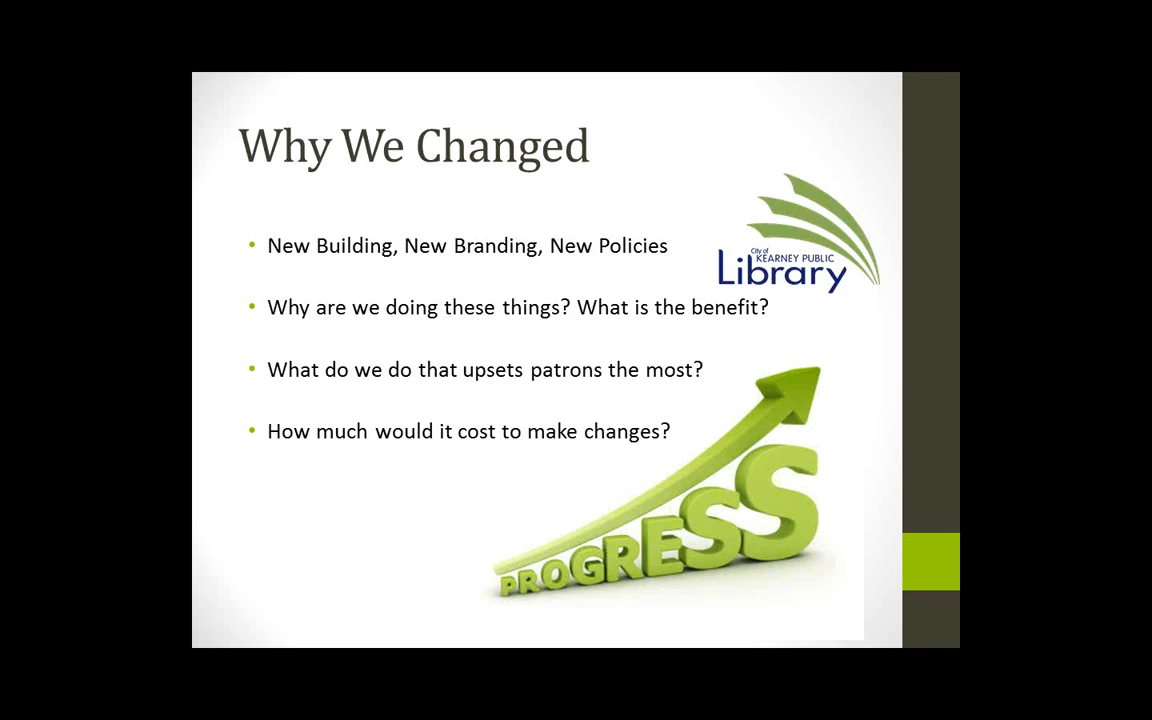 Why We Changed
• New Building, New Branding, New Policies
City of
KEARNEY PUBLIC
Library
• Why are we doing these things? What is the benefit?
• What do we do that upsets patrons the most?
• How much would it cost to make changes?
PROGRESS